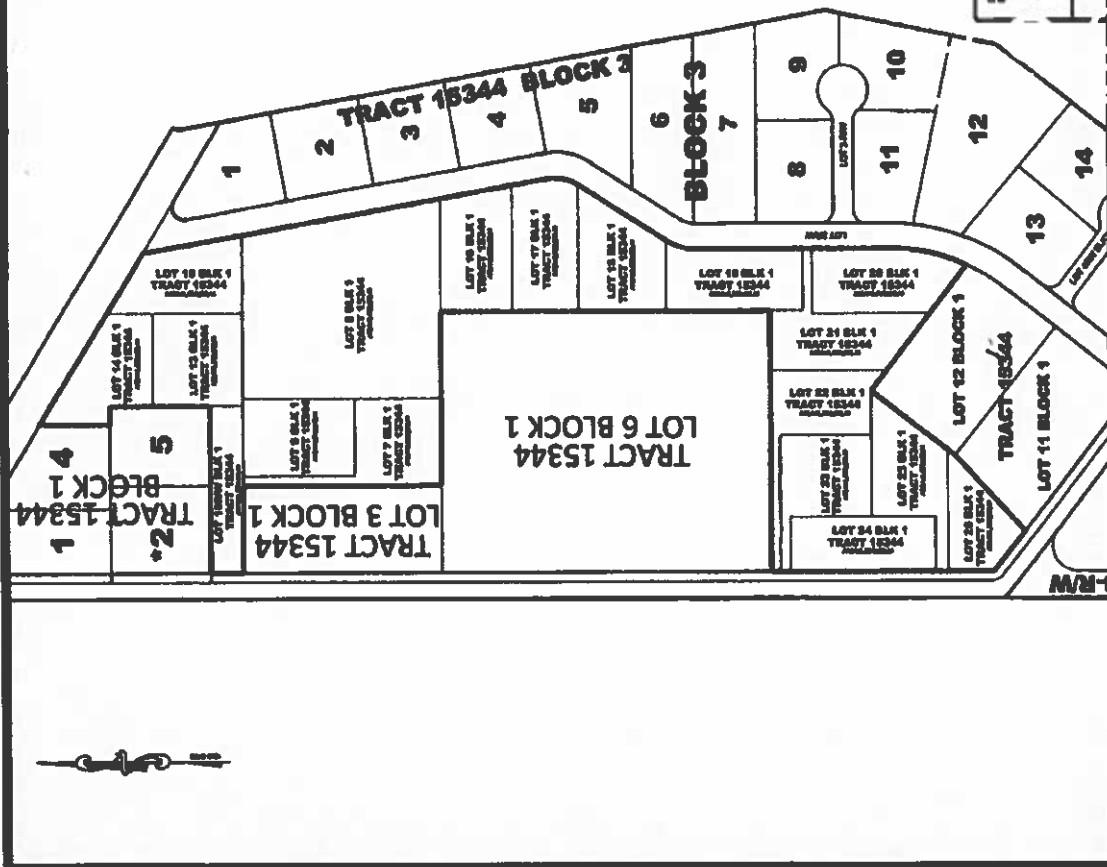 TRACT 15344 BLOCK 3
1
2
3
4
5
6
BLOCK 3
7
8
9
10
11
12
13
14
LOT 16 BLK 1
TRACT 15344
LOT 17 BLK 1
TRACT 15344
LOT 18 BLK 1
TRACT 15344
LOT 19 BLK 1
TRACT 15344
LOT 20 BLK 1
TRACT 15344
LOT 21 BLK 1
TRACT 15344
LOT 22 BLK 1
TRACT 15344
LOT 23 BLK 1
TRACT 15344
LOT 25 BLK 1
TRACT 15344
LOT 24 BLK 1
TRACT 15344
LOT 26 BLK 1
TRACT 15344
LOT 12 BLOCK 1
TRACT 15344
LOT 11 BLOCK 1
TRACT 15344
LOT 14 BLK 1
TRACT 15344
LOT 13 BLK 1
TRACT 15344
LOT 8 BLK 1
TRACT 15344
LOT 7 BLK 1
TRACT 15344
TRACT 15344
LOT 6 BLOCK 1
TRACT 15344
LOT 3 BLOCK 1
TRACT 15344
BLOCK 1
4
5
1
*2
TRACT 15344
R/W